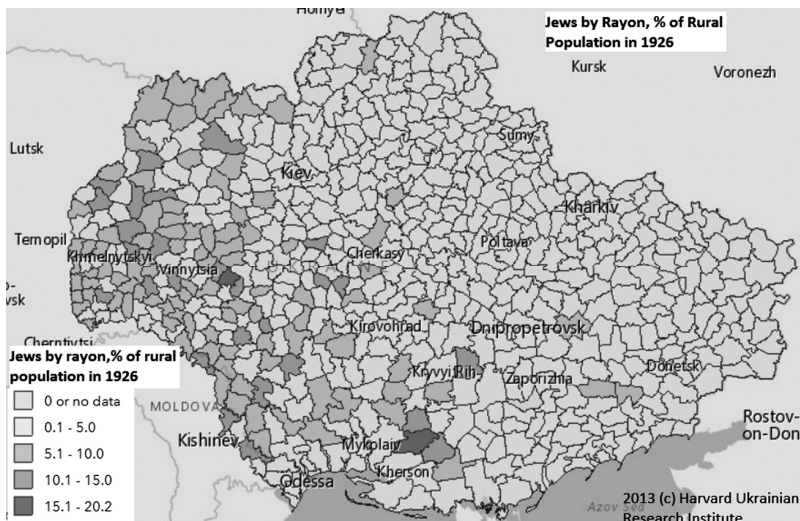 Homyel
Jews by Rayon, % of Rural
Population in 1926
Kursk
Voronezh
Lutsk
Sumy
Kiev
Kharkiv
Ternopil
Poltava
Khmelnytskyi
Cherkasy
Vinnytsia
UKRAINE
vsk
Cherntivtsi
Kirovohrad
Dnipropetrovsk
Jews by rayon,% of rural
population in 1926
0 or no data
0.1 - 5.0
5.1 - 10.0
10.1 - 15.0
15.1 - 20.2
Kryvyi Rih
Zaporizhia
Donetsk
MOLDOVA
Kishinev
Mykolaiv
Rostov-
on-Don
Kherson
Odessa
Azov Sea
2013 (c) Harvard Ukrainian
Research Institute